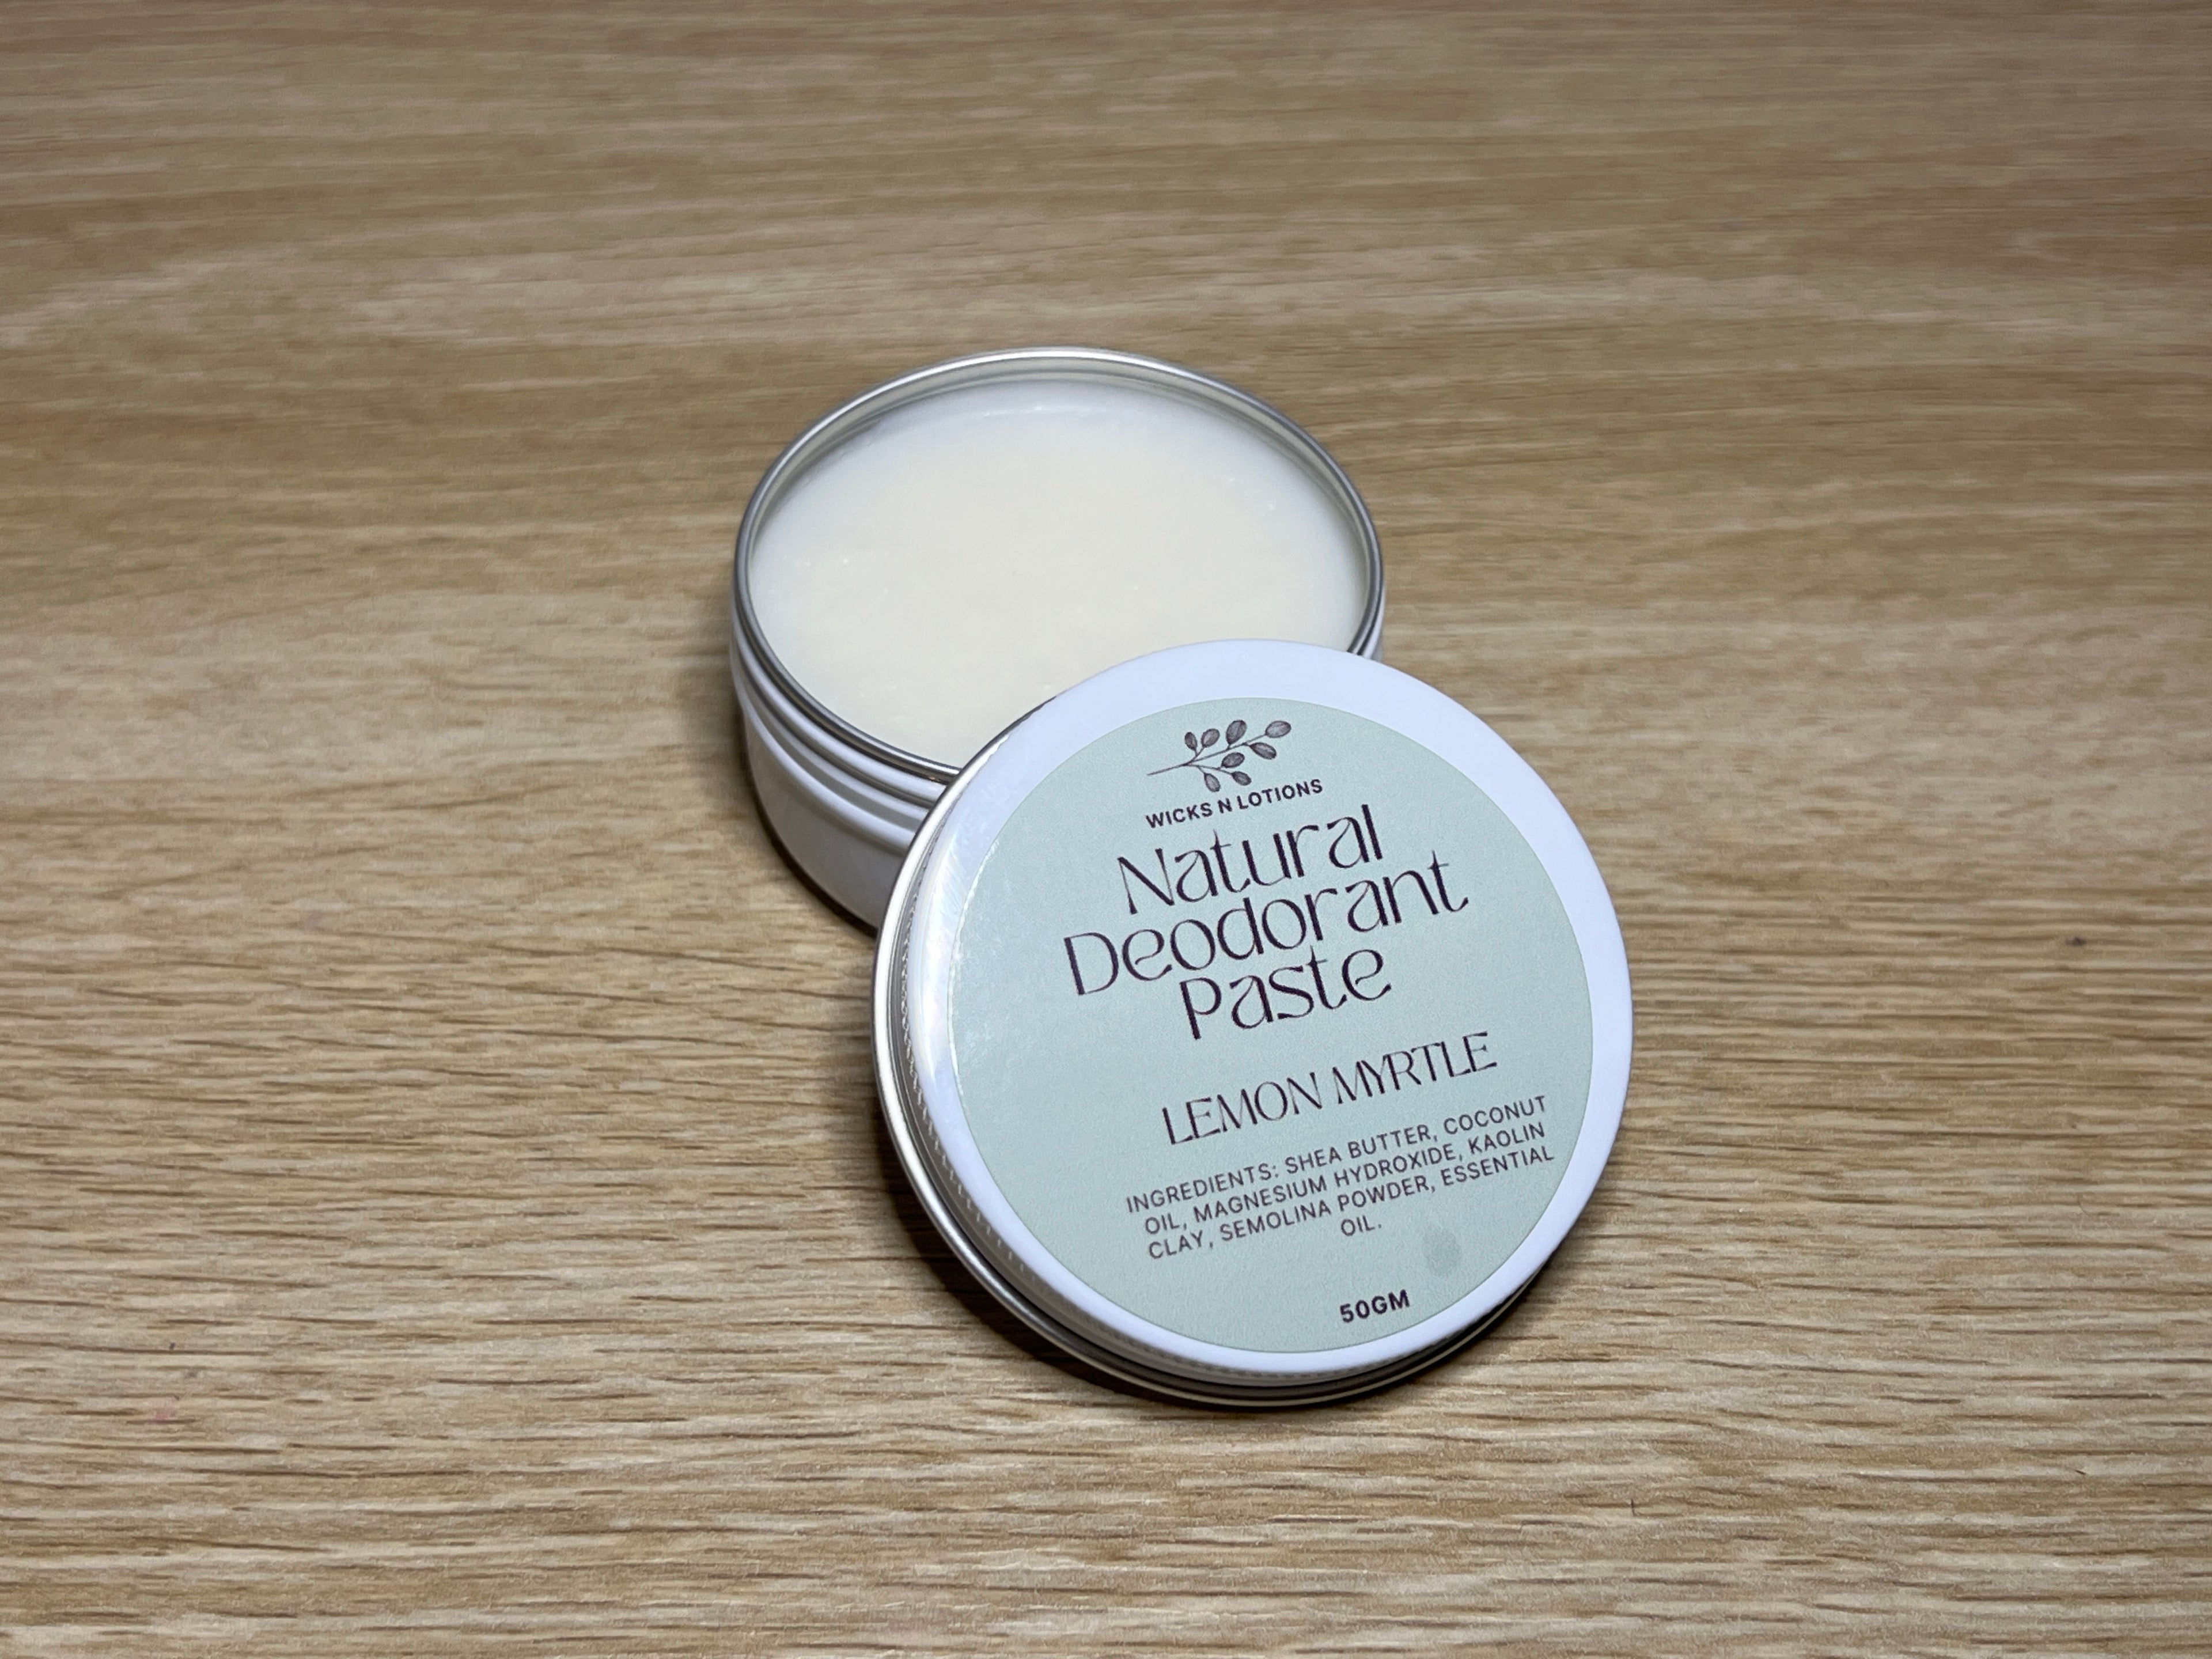 WICKS N LOTIONS
Natural
Deodorant
Paste
LEMON MYRTLE
INGREDIENTS: SHEA BUTTER, COCONUT
OIL, MAGNESIUM HYDROXIDE, KAOLIN
CLAY, SEMOLINA POWDER, ESSENTIAL
OIL.
50GM